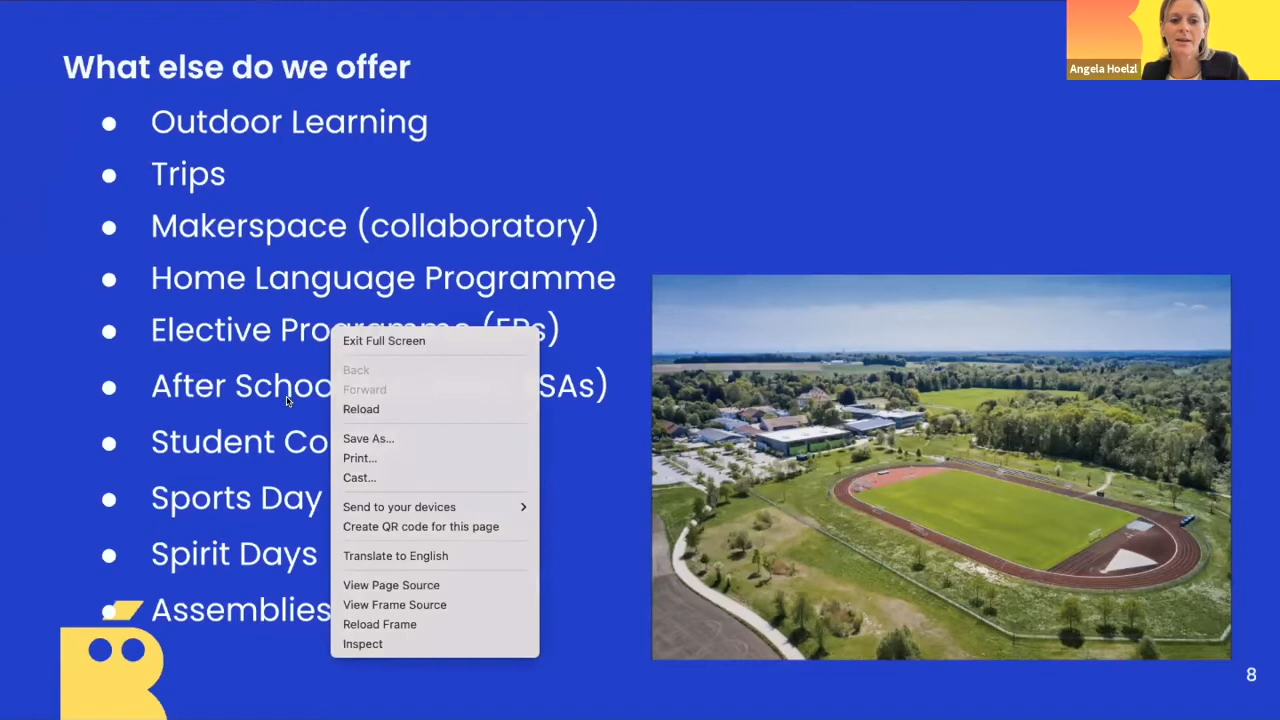 What else do we offer
Angela Hoelzl
● Outdoor Learning
● Trips
● Makerspace (collaboratory)
● Home Language Programme
● Elective Programme (EPs)
● After Schoo SAs)
● Student Co
● Sports Day
● Spirit Days
● Assemblies
Exit Full Screen
Back
Forward
Reload
Save As...
Print...
Cast...
Send to your devices
Create QR code for this page
Translate to English
View Page Source
View Frame Source
Reload Frame
Inspect
8